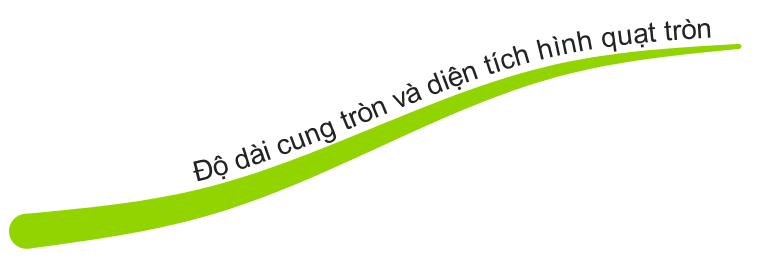 Độ dài cung tròn và diện tích hình quạt tròn